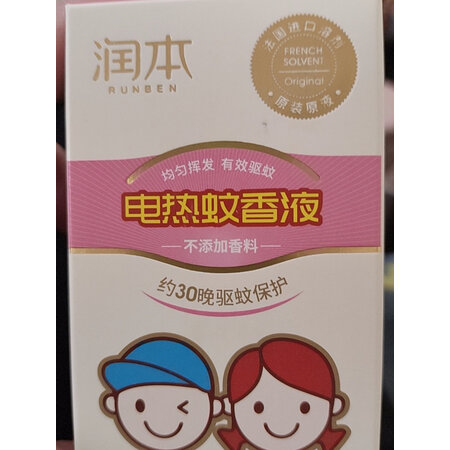 润本
RUNBEN
法国进口溶剂
FRENCH
SOLVENT
Original
原装原液
均匀挥发 有效驱蚊
电热蚊香液
不添加香料
约30晚驱蚊保护